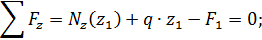 ∑ F_z = N_z(z_1) + q · z_1 − F_1 = 0;